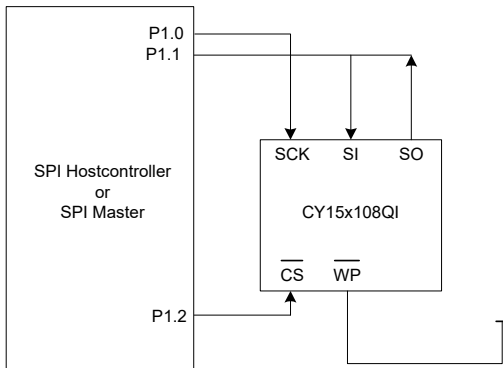 P1.0
P1.1
SPI Hostcontroller
or
SPI Master
SCK SI SO
CY15x108QI
CS WP
P1.2